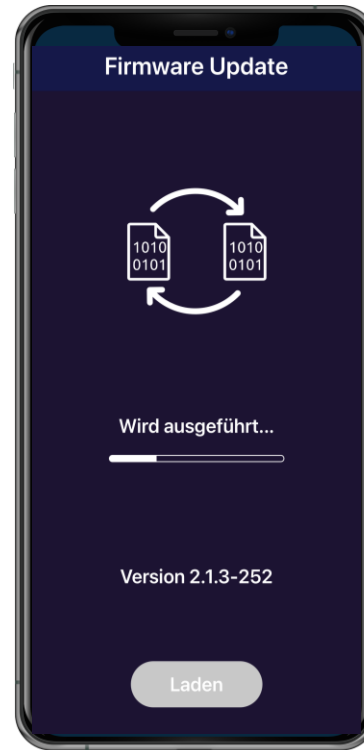 Firmware Update
1010
0101
1010
0101
Wird ausgeführt...
Version 2.1.3-252
Laden